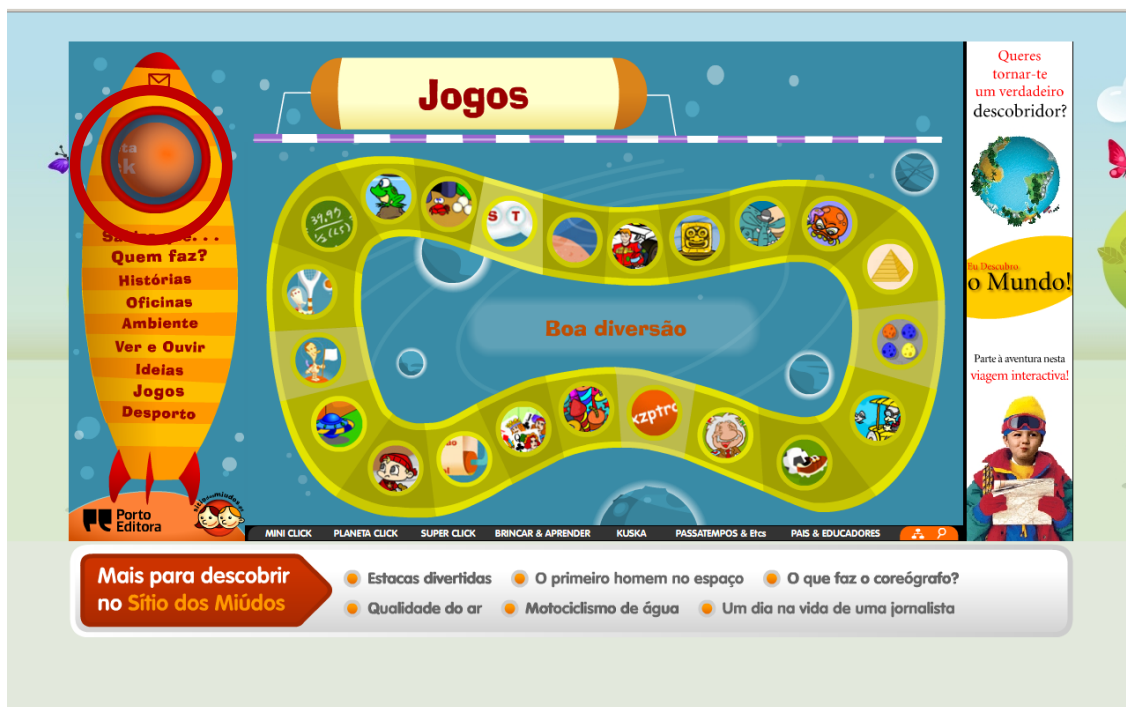 Jogos
Quem faz?
Histórias
Oficinas
Ambiente
Ver e Ouvir
Ideias
Jogos
Desporto
Porto
Editora
39,95
S T
xzptrc
Boa diversão
Queres
tornar-te
um verdadeiro
descobridor?
Eu Descubro
o Mundo!
Parte à aventura nesta
viagem interactiva!
MINI CLICK PLANETA CLICK SUPER CLICK BRINCAR & APRENDER KUSKA PASSATEMPOS & Etcs PAIS & EDUCADORES
Mais para descobrir
no Sítio dos Miúdos
Estacas divertidas O primeiro homem no espaço O que faz o coreógrafo?
Qualidade do ar Motociclismo de água Um dia na vida de uma jornalista